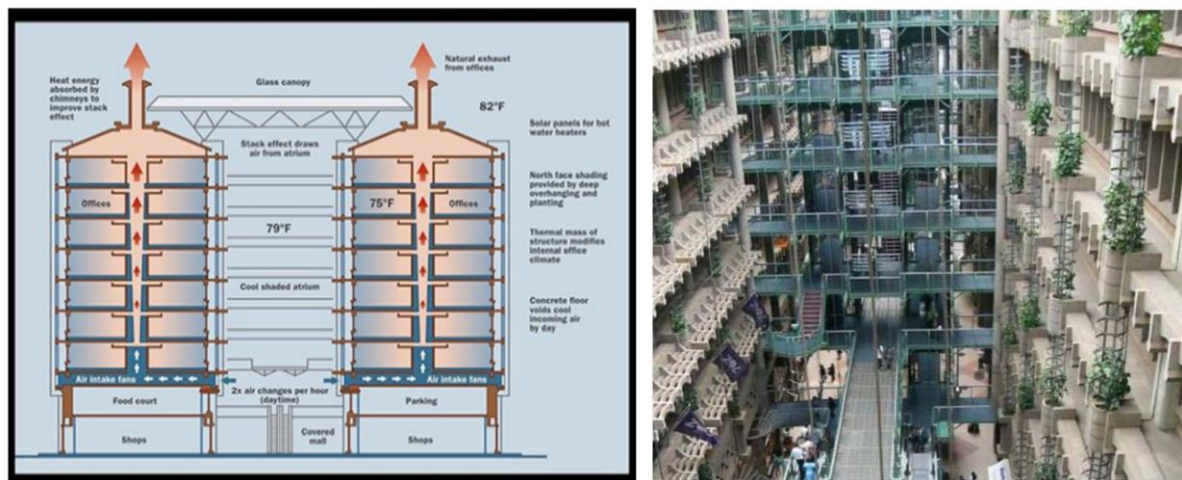 Heat energy
absorbed by
chimneys to
improve stack
effect
Glass canopy
Natural exhaust
from offices
82°F
Solar panels for hot
water heaters
Stack effect draws
air from atrium
North face shading
provided by deep
overhanging and
planting
Offices
75°F
Offices
79°F
Thermal mass of
structure modifies
internal office
climate
Cool shaded atrium
Concrete floor
voids cool
incoming air
by day
Air intake fans
Air intake fans
2x air changes per hour
(daytime)
Food court
Parking
Shops
Covered
mall
Shops